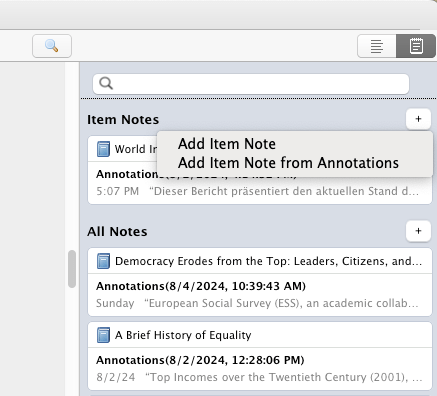 Item Notes
+
World In
Add Item Note
Add Item Note from Annotations
Annotations
5:07 PM "Dieser Bericht präsentiert den aktuellen Stand d...
All Notes
+
Democracy Erodes from the Top: Leaders, Citizens, and...
Annotations(8/4/2024, 10:39:43 AM)
Sunday "European Social Survey (ESS), an academic collab...
A Brief History of Equality
Annotations(8/2/2024, 12:28:06 PM)
8/2/24 "Top Incomes over the Twentieth Century (2001), ...